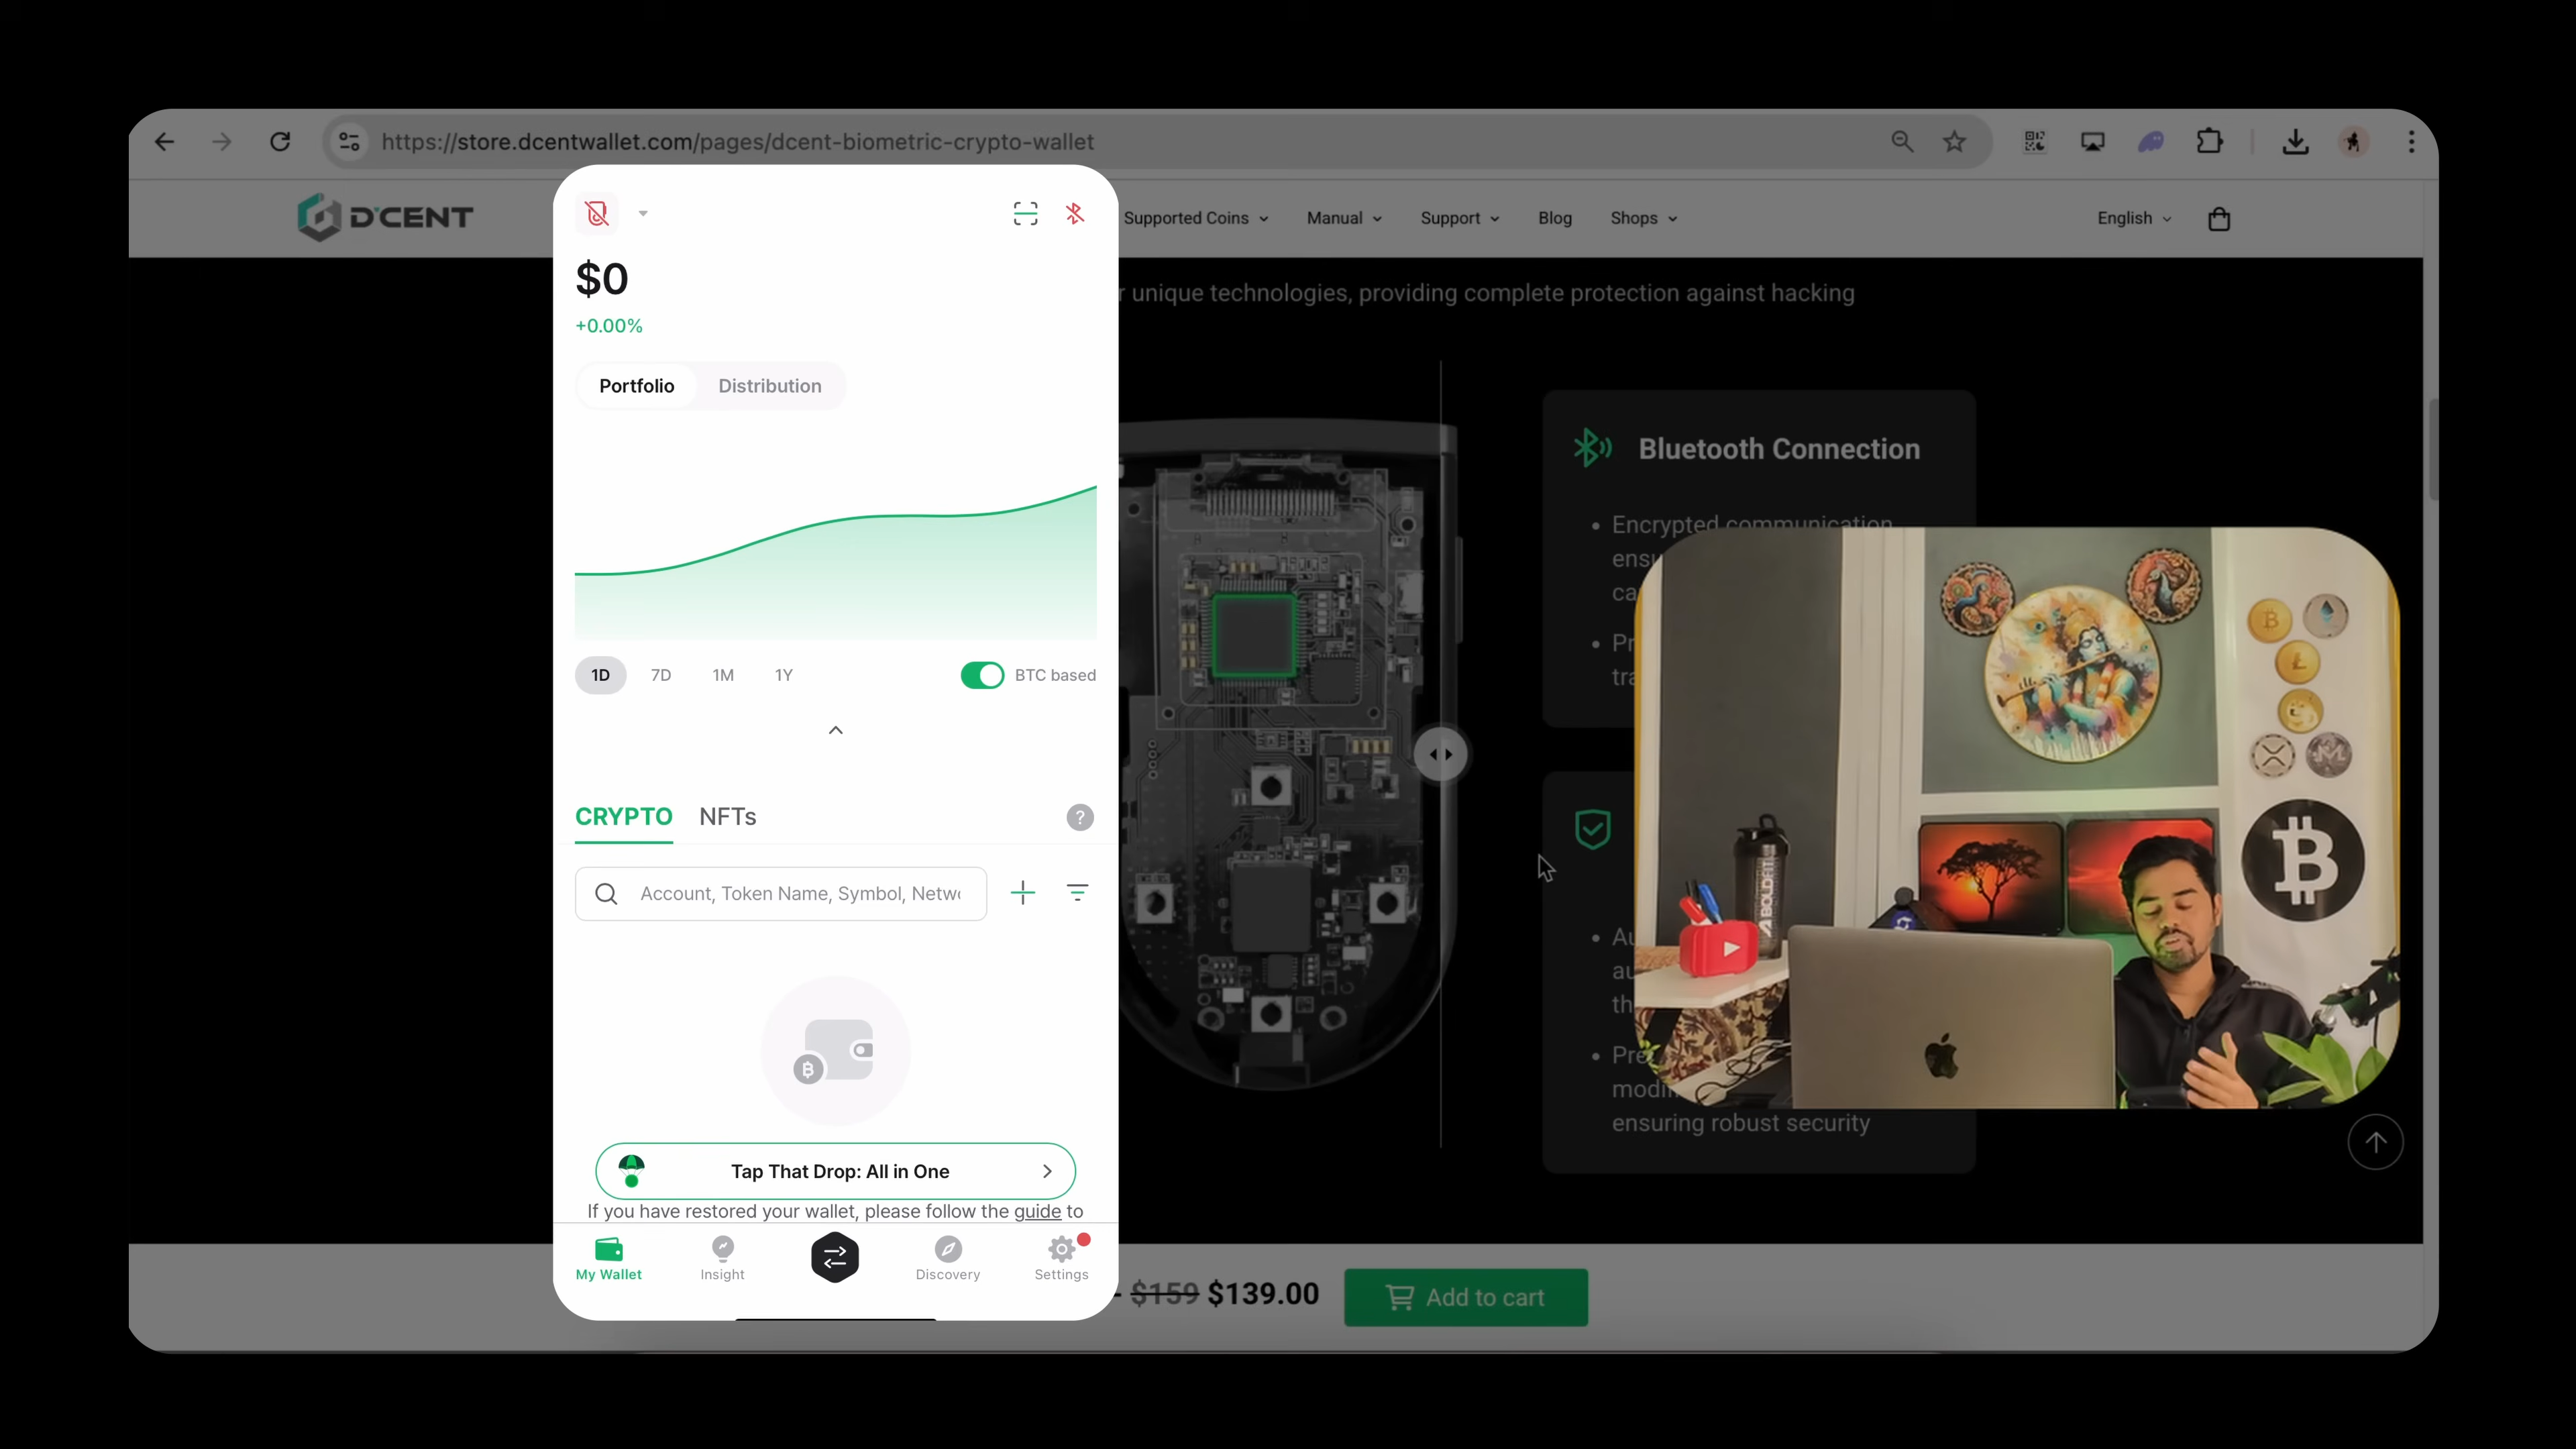 https://store.dcentwallet.com/pages/dcent-biometric-crypto-wallet
D'CENT
Supported Coins
Manual
Support
Blog
Shops
English
unique technologies, providing complete protection against hacking
$0
+0.00%
Portfolio
Distribution
1D
7D
1M
1Y
BTC based
CRYPTO
NFTs
?
Account, Token Name, Symbol,
Tap That Drop: All in One
If you have restored your wallet, please follow the guide to
My Wallet
Insight
Discovery
Settings
Bluetooth Connection
Encrypted communication
ensuring robust security
BOLDFIT
$159 $139.00
Add to cart